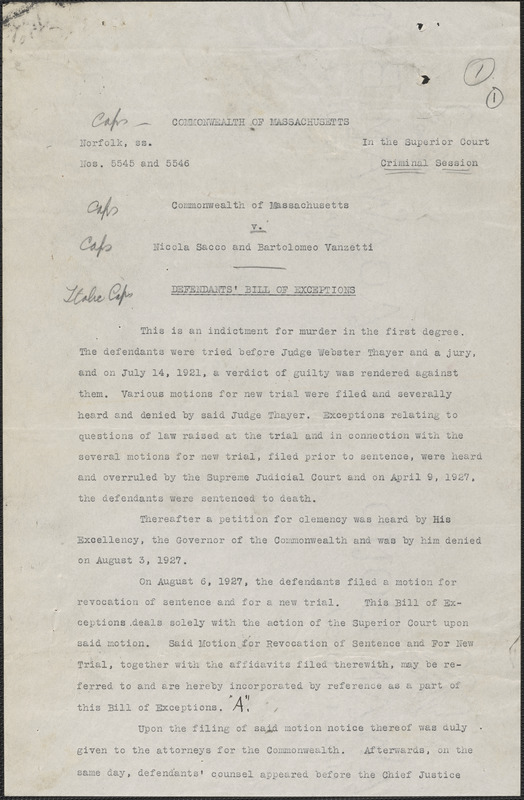 1
1
Caps — COMMONWEALTH OF MASSACHUSETTS
Norfolk, ss. In the Superior Court
Nos. 5545 and 5546 Criminal Session
Caps Commonwealth of Massachusetts
v.
Caps Nicola Sacco and Bartolomeo Vanzetti
Italic Caps DEFENDANTS' BILL OF EXCEPTIONS
This is an indictment for murder in the first degree.
The defendants were tried before Judge Webster Thayer and a jury,
and on July 14, 1921, a verdict of guilty was rendered against
them. Various motions for new trial were filed and severally
heard and denied by said Judge Thayer. Exceptions relating to
questions of law raised at the trial and in connection with the
several motions for new trial, filed prior to sentence, were heard
and overruled by the Supreme Judicial Court and on April 9, 1927,
the defendants were sentenced to death.
Thereafter a petition for clemency was heard by His
Excellency, the Governor of the Commonwealth and was by him denied
on August 3, 1927.
On August 6, 1927, the defendants filed a motion for
revocation of sentence and for a new trial. This Bill of Ex-
ceptions deals solely with the action of the Superior Court upon
said motion. Said Motion for Revocation of Sentence and For New
Trial, together with the affidavits filed therewith, may be re-
ferred to and are hereby incorporated by reference as a part of
this Bill of Exceptions. "A".
Upon the filing of said motion notice thereof was duly
given to the attorneys for the Commonwealth. Afterwards, on the
same day, defendants' counsel appeared before the Chief Justice